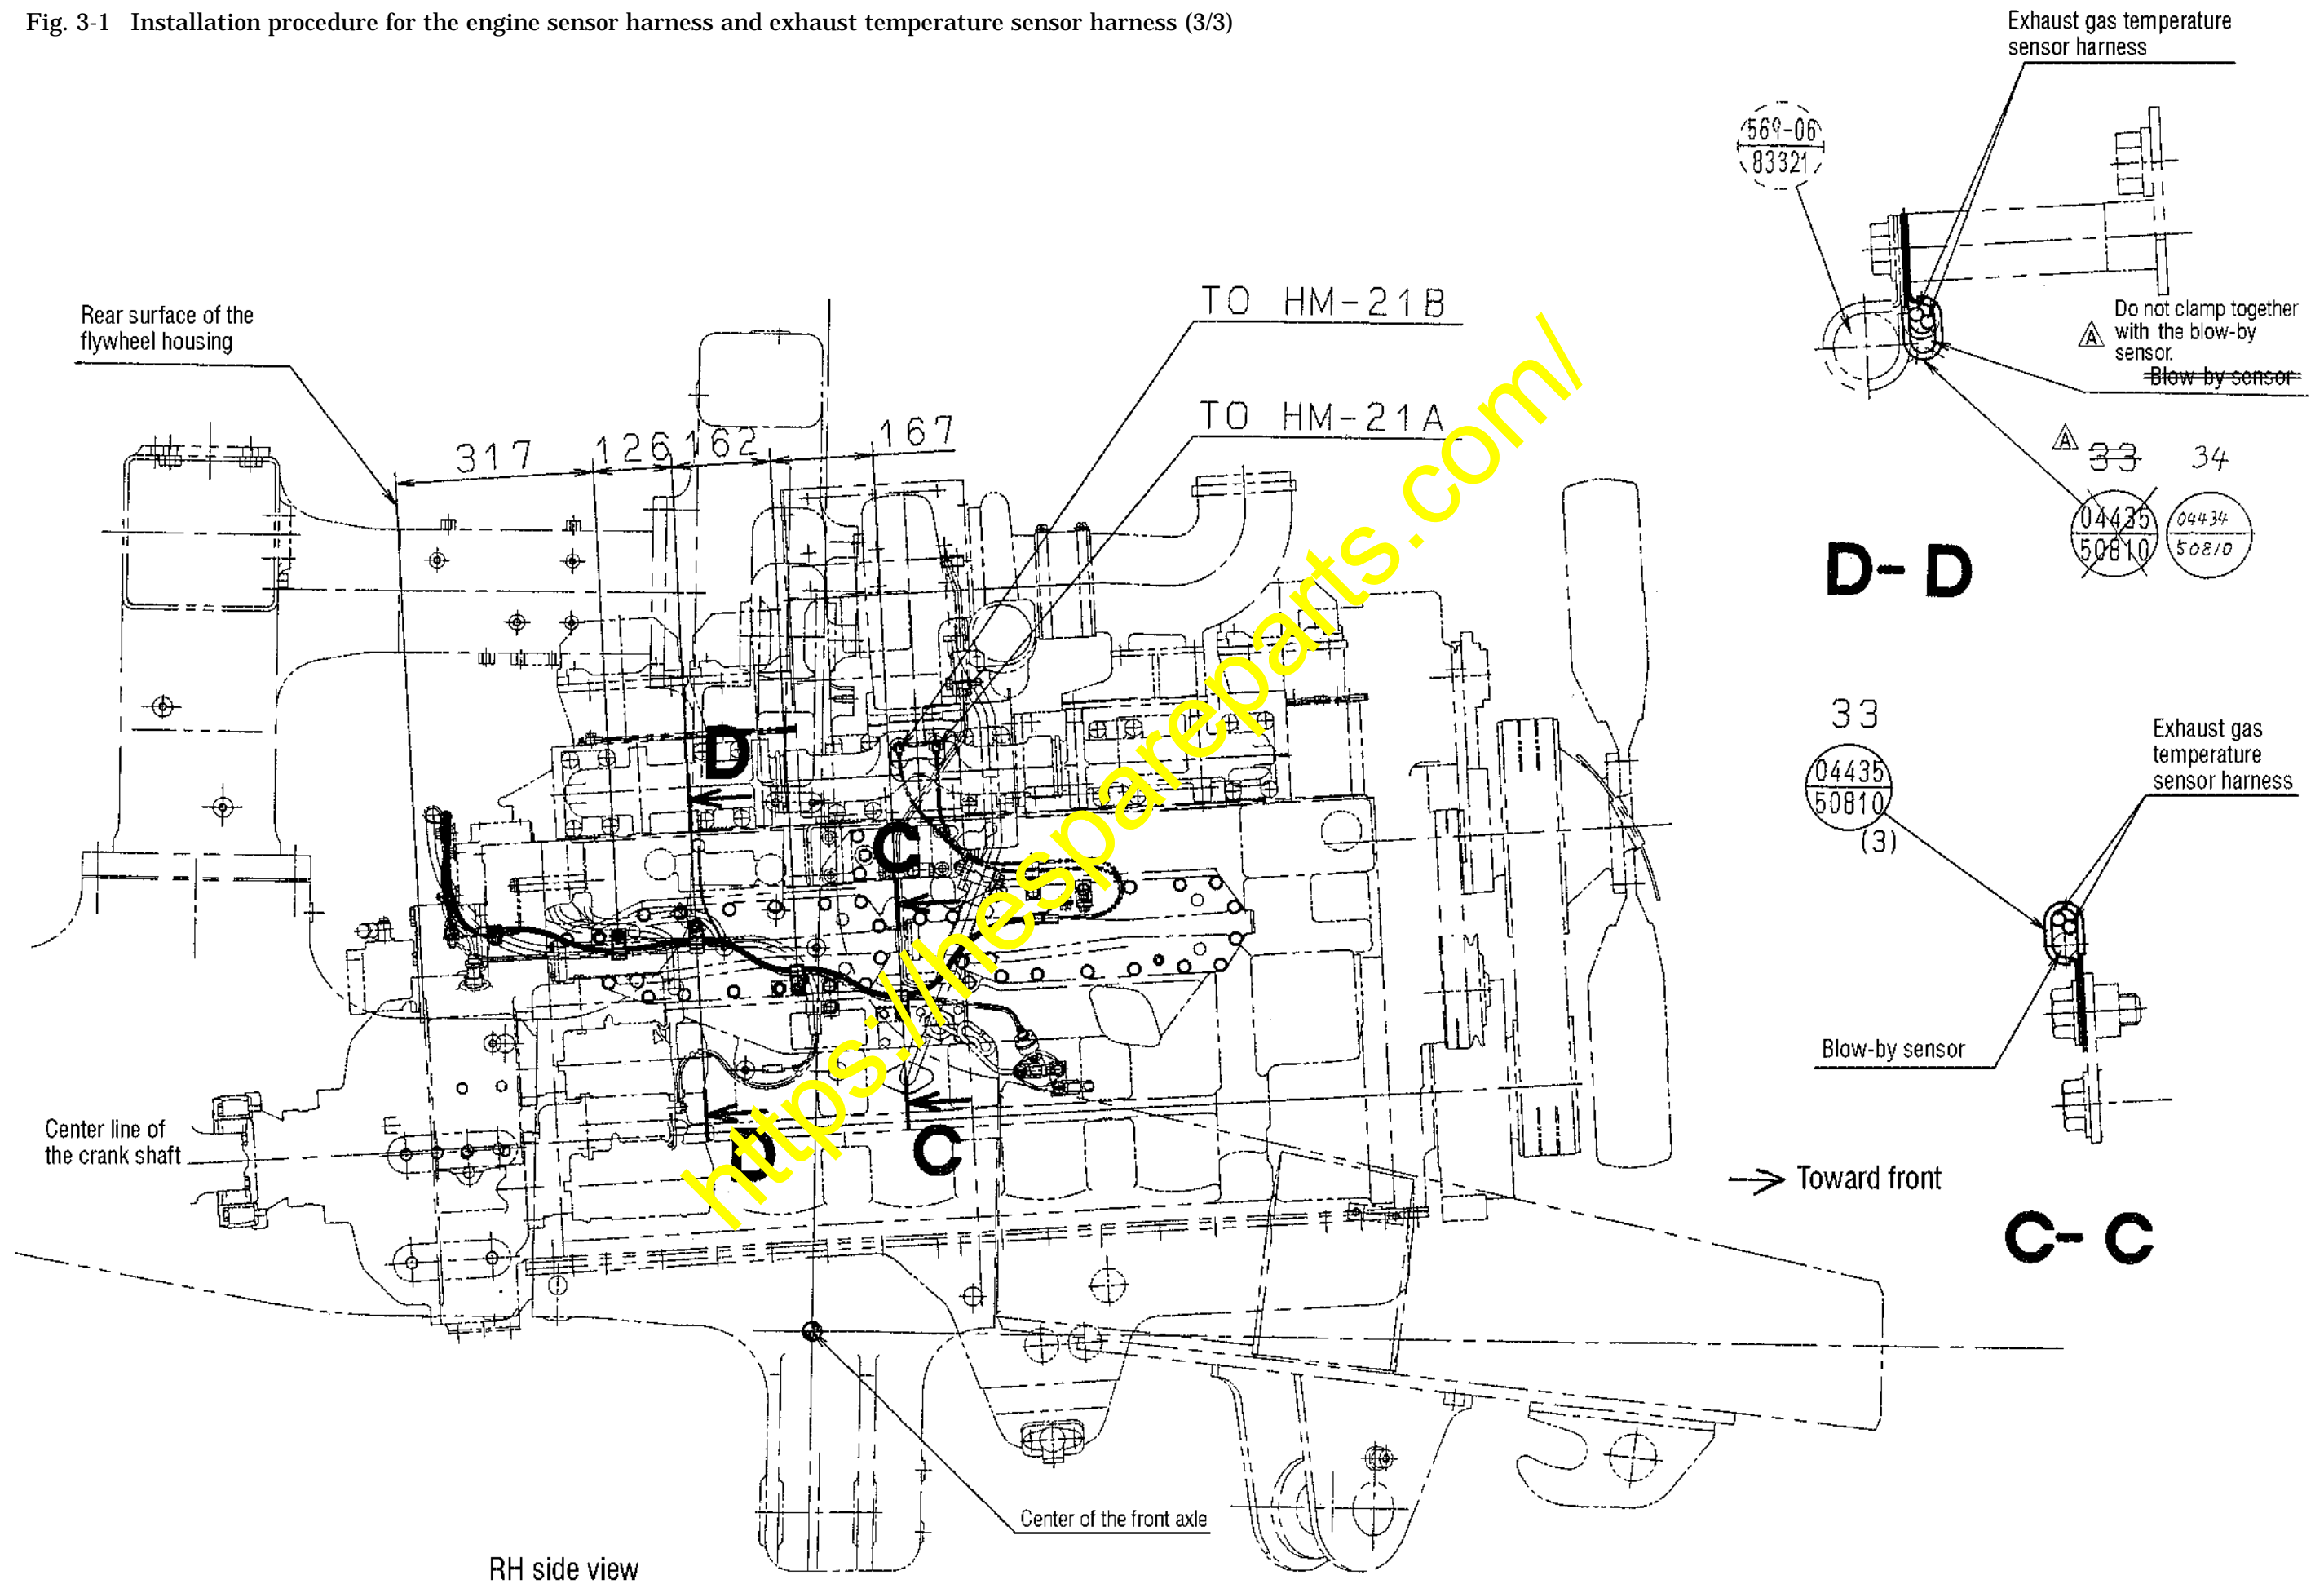 Fig. 3-1 Installation procedure for the engine sensor harness and exhaust temperature sensor harness (3/3)
Exhaust gas temperature
sensor harness
569-06
83321
Rear surface of the
flywheel housing
TO HM-21B
TO HM-21A
317
126
162
167
Do not clamp together
A with the blow-by
sensor.
Blow-by sensor
A
33
34
04435
50810
04434
50810
D-D
D
C
33
04435
50810
(3)
Exhaust gas
temperature
sensor harness
Blow-by sensor
Center line of
the crank shaft
D
C
Toward front
C-C
Center of the front axle
RH side view
https://hespareparts.com/